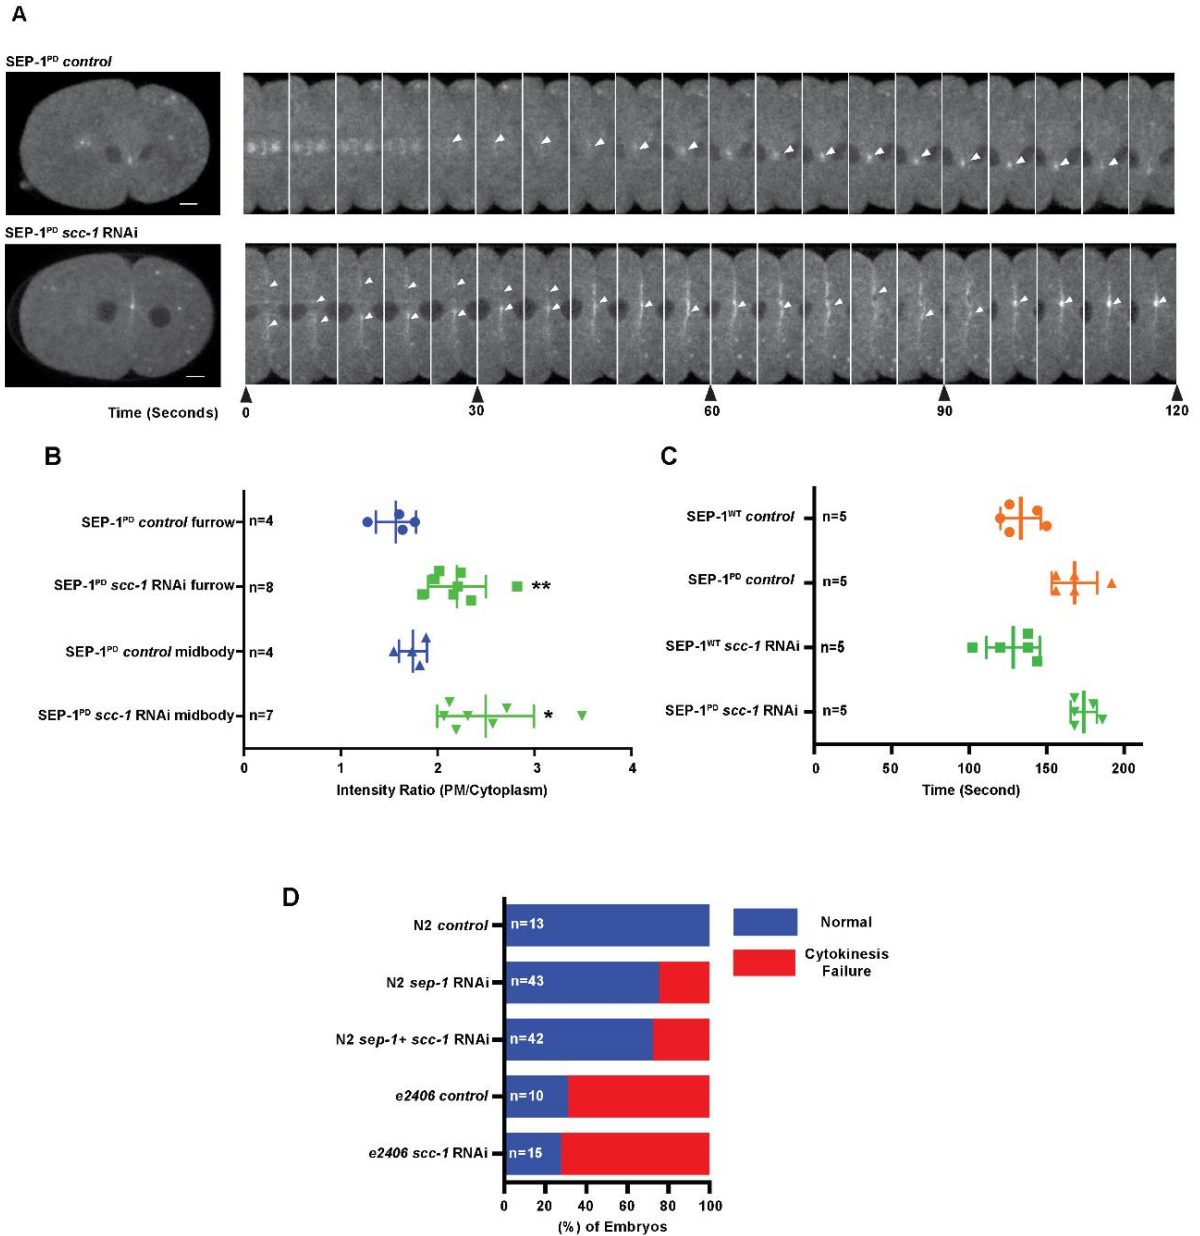 A
SEP-1ᴾᴰ control
SEP-1ᴾᴰ scc-1 RNAi
Time (Seconds)
0
30
60
90
120
B
SEP-1ᴾᴰ control furrow
n=4
SEP-1ᴾᴰ scc-1 RNAi furrow
n=8
**
SEP-1ᴾᴰ control midbody
n=4
SEP-1ᴾᴰ scc-1 RNAi midbody
n=7
*
0
1
2
3
4
Intensity Ratio (PM/Cytoplasm)
C
SEP-1ᵂᵀ control
n=5
SEP-1ᴾᴰ control
n=5
SEP-1ᵂᵀ scc-1 RNAi
n=5
SEP-1ᴾᴰ scc-1 RNAi
n=5
0
50
100
150
200
Time (Second)
D
N2 control
n=13
N2 sep-1 RNAi
n=43
N2 sep-1+ scc-1 RNAi
n=42
e2406 control
n=10
e2406 scc-1 RNAi
n=15
0
20
40
60
80
100
(%) of Embryos
Normal
Cytokinesis
Failure